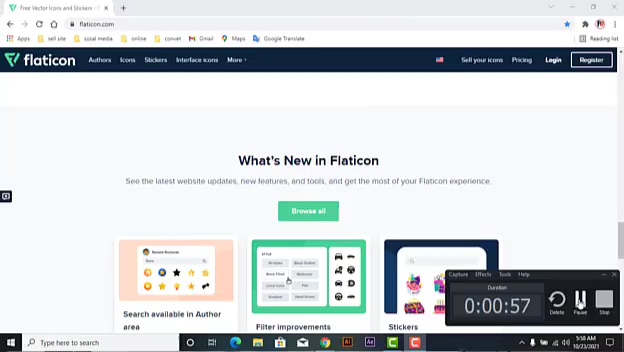 Free Vector Icons and Stickers - P
flaticon.com
Apps sell site sosal media online convet Gmail Maps Google Translate Reading list
flaticon Authors Icons Stickers Interface icons More Sell your icons Pricing Login Register
What's New in Flaticon
See the latest website updates, new features, and tools, and get the most of your Flaticon experience.
Browse all
STYLE
Search available in Author
area
Filter improvements
Stickers
Capture Effects Tools Help
Duration
0:00:57
Delete Pause Stop
Type here to search
5:18 AM
10/23/2021